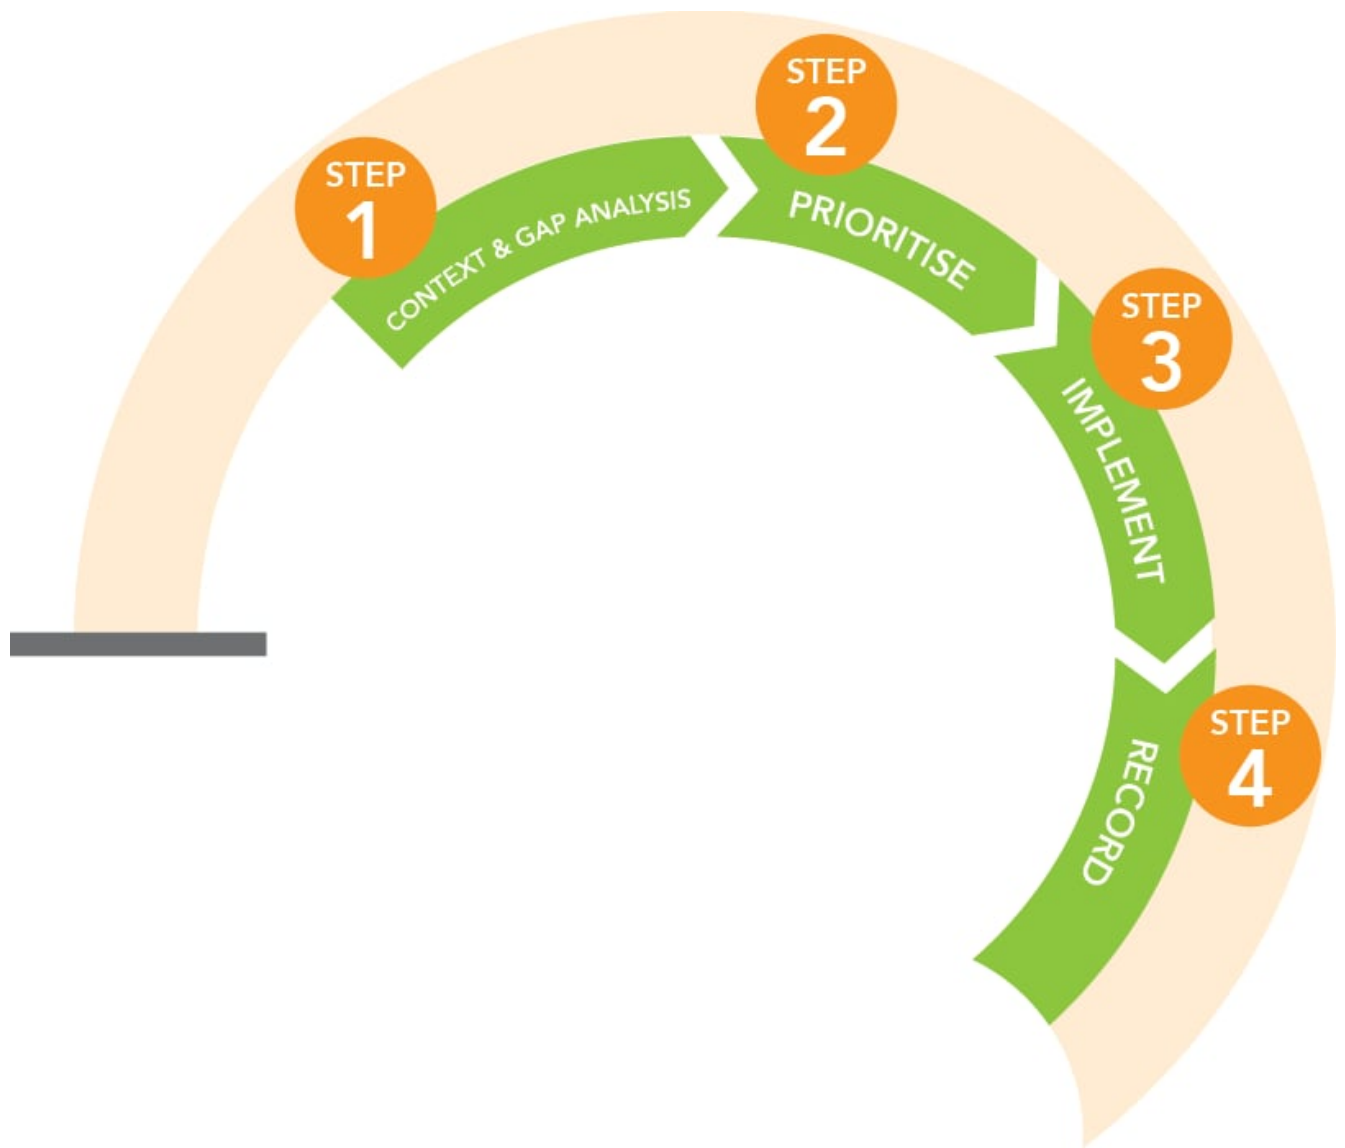 STEP
1
CONTEXT & GAP ANALYSIS
STEP
2
PRIORITISE
STEP
3
IMPLEMENT
STEP
4
RECORD